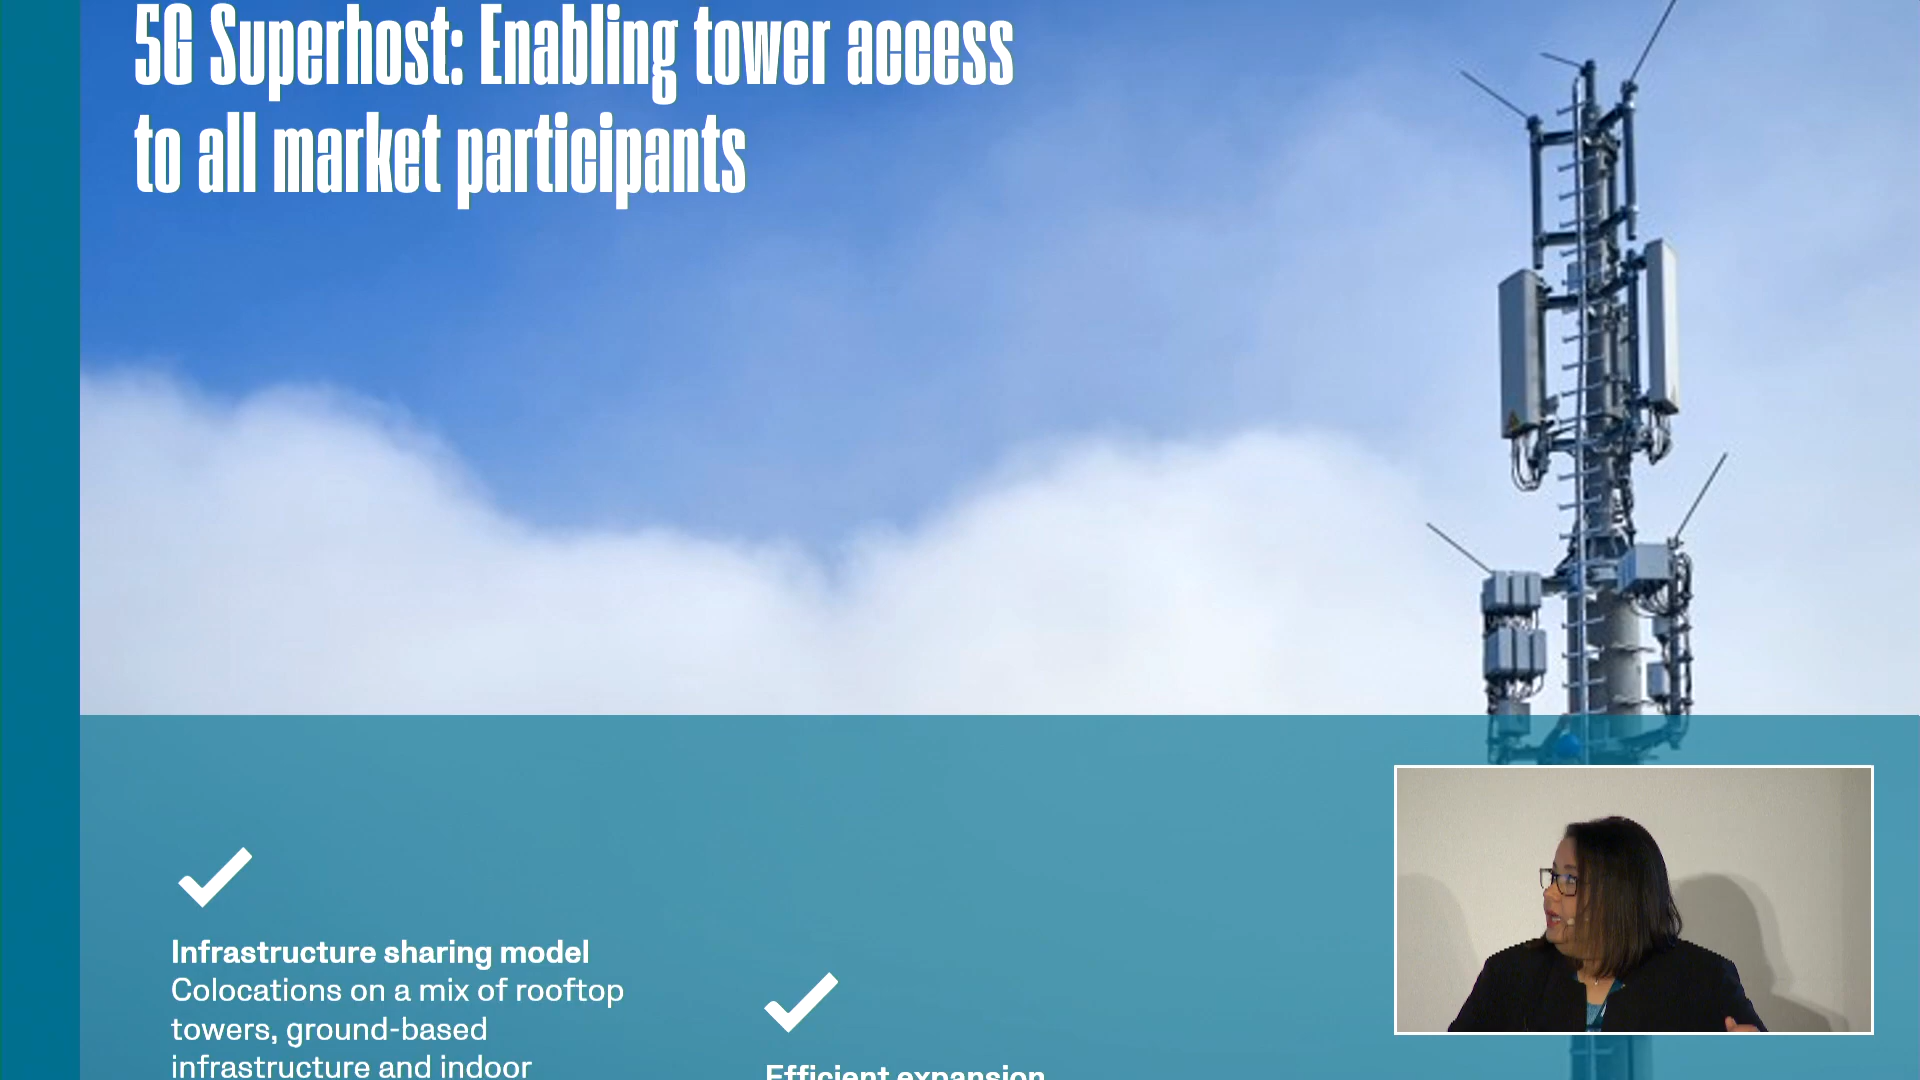 5G Superhost: Enabling tower access
to all market participants
Infrastructure sharing model
Colocations on a mix of rooftop
towers, ground-based
infrastructure and indoor
Efficient expansion